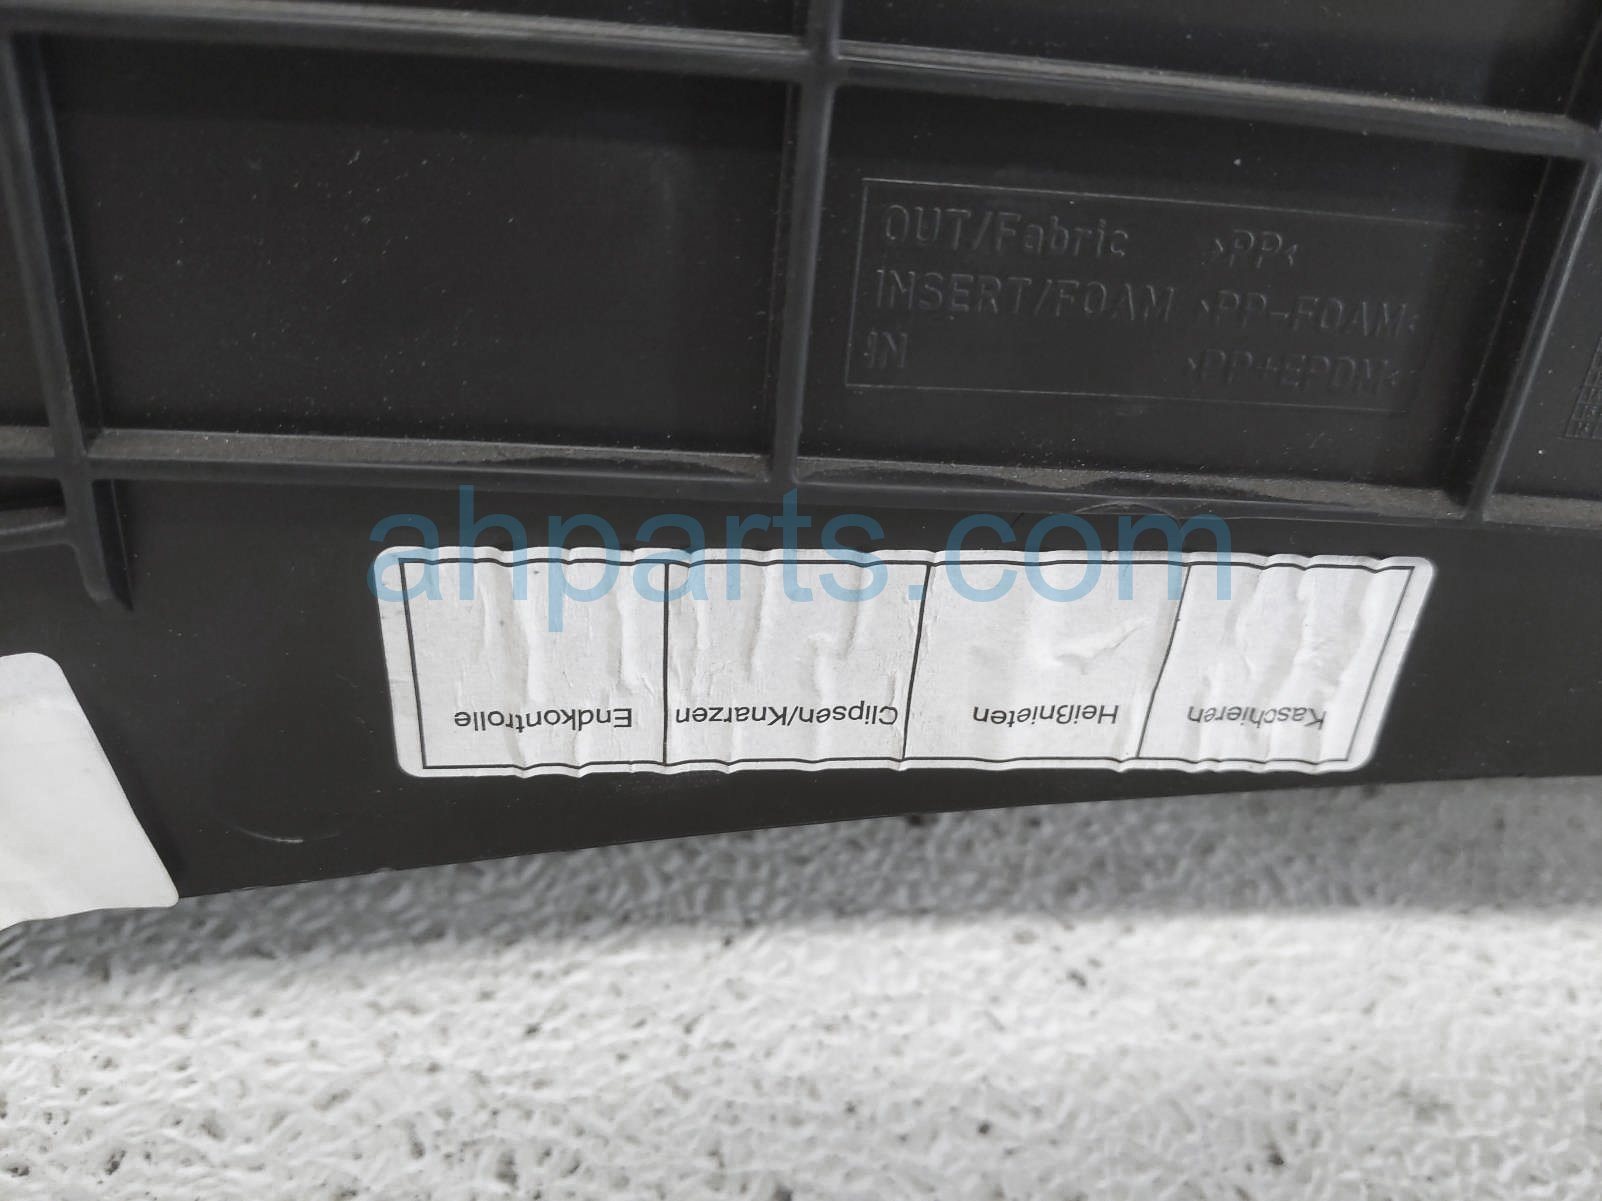 OUT/Fabric >PP<
INSERT/FOAM >PP-FOAM<
IN >PP+EPDM<
ahparts.com
Kaschieren Heißnieten Clipsen/Knarzen Endkontrolle